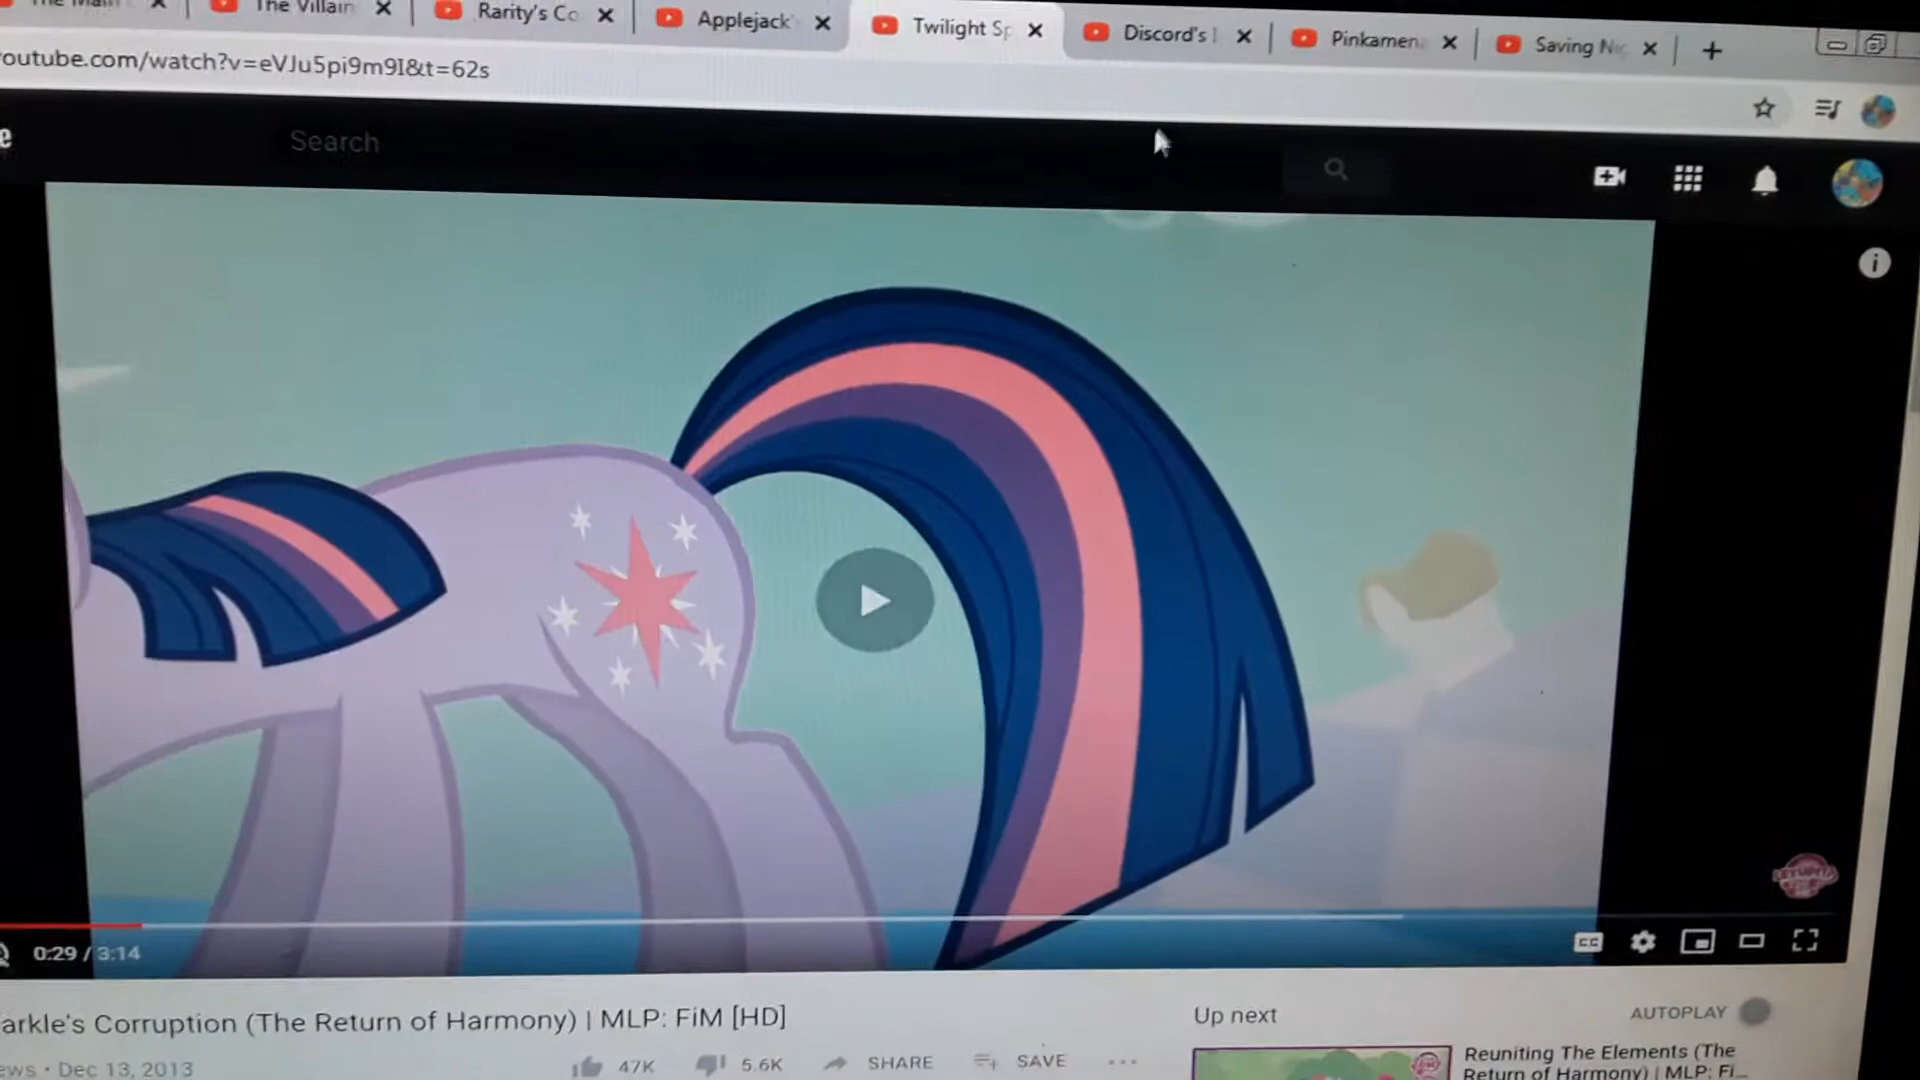 The Villain
Rarity's Co
Applejack'
Twilight Sp
Discord's
Pinkamen
Saving Nig
outube.com/watch?v=eVJu5pi9m9I&t=62s
e
Search
0:29 / 3:14
CC
arkle's Corruption (The Return of Harmony) | MLP: FiM [HD]
Up next
AUTOPLAY
ews • Dec 13, 2013
47K
5.6K
SHARE
SAVE
Reuniting The Elements (The
Return of Harmony) | MLP: Fi...